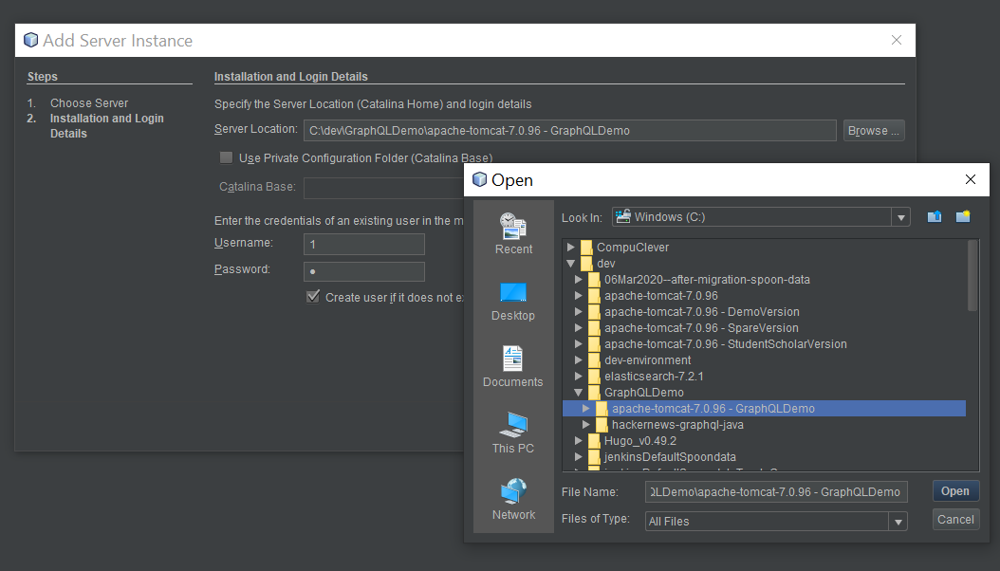 Add Server Instance
Steps
1. Choose Server
2. Installation and Login
Details
Installation and Login Details
Specify the Server Location (Catalina Home) and login details
Server Location: C:\dev\GraphQLDemo\apache-tomcat-7.0.96 - GraphQLDemo Browse ...
Use Private Configuration Folder (Catalina Base)
Catalina Base:
Enter the credentials of an existing user in the m
Username: 1
Password: •
Create user if it does not ex
Open
Look In: Windows (C:)
Recent
Desktop
Documents
This PC
Network
CompuClever
dev
06Mar2020--after-migration-spoon-data
apache-tomcat-7.0.96
apache-tomcat-7.0.96 - DemoVersion
apache-tomcat-7.0.96 - SpareVersion
apache-tomcat-7.0.96 - StudentScholarVersion
dev-environment
elasticsearch-7.2.1
GraphQLDemo
apache-tomcat-7.0.96 - GraphQLDemo
hackernews-graphql-java
Hugo_v0.49.2
jenkinsDefaultSpoondata
File Name: QLDemo\apache-tomcat-7.0.96 - GraphQLDemo Open
Files of Type: All Files Cancel